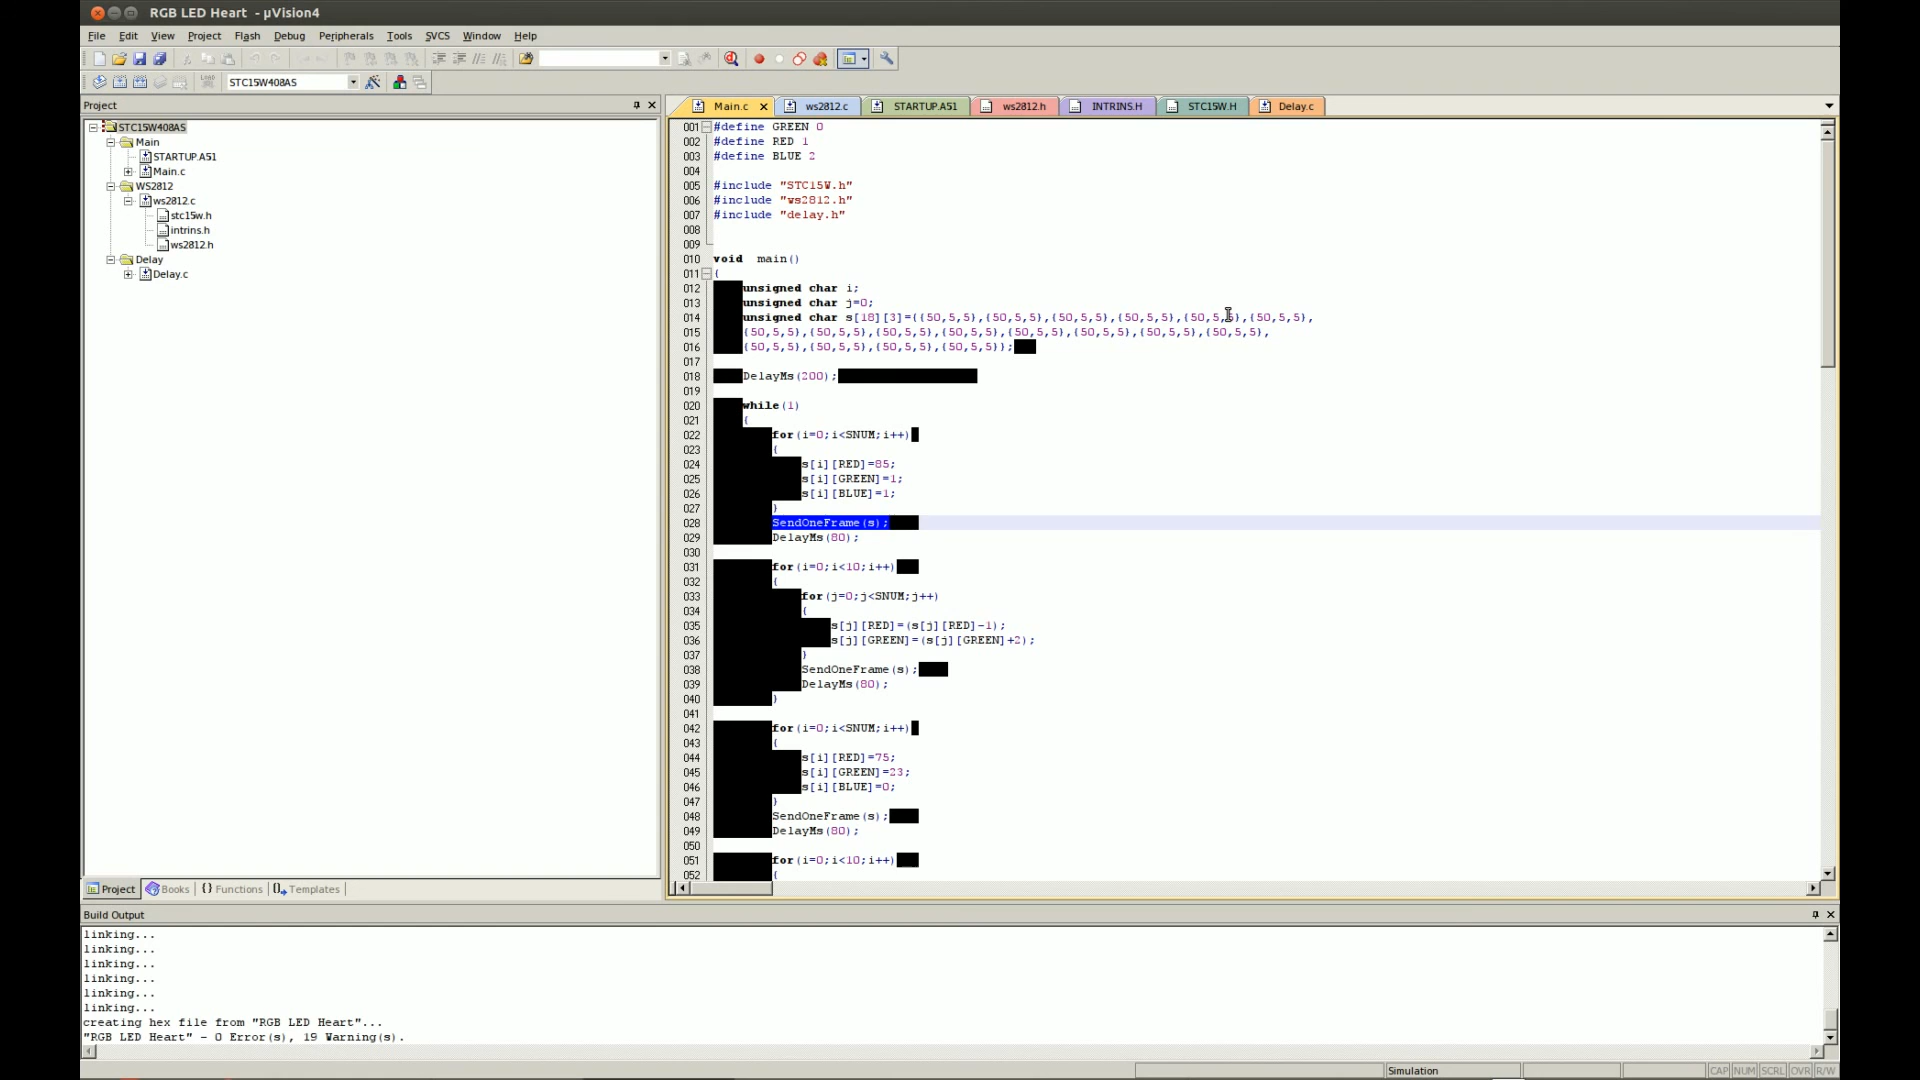 RGB LED Heart - µVision4
File Edit View Project Flash Debug Peripherals Tools SVCS Window Help
STC15W408AS
Project
STC15W408AS
Main
STARTUP.A51
Main.c
WS2812
ws2812.c
stc15w.h
intrins.h
ws2812.h
Delay
Delay.c
Project Books Functions Templates
Main.c ws2812.c STARTUP.A51 ws2812.h INTRINS.H STC15W.H Delay.c
001 #define GREEN 0
002 #define RED 1
003 #define BLUE 2
004
005 #include "STC15W.h"
006 #include "ws2812.h"
007 #include "delay.h"
008
009
010 void main()
011 {
012 unsigned char i;
013 unsigned char j=0;
014 unsigned char s[18][3]={{50,5,5},{50,5,5},{50,5,5},{50,5,5},{50,5,5},{50,5,5},
015 {50,5,5},{50,5,5},{50,5,5},{50,5,5},{50,5,5},{50,5,5},{50,5,5},{50,5,5},
016 {50,5,5},{50,5,5},{50,5,5},{50,5,5}};
017
018 DelayMs(200);
019
020 while(1)
021 {
022 for(i=0;i<SNUM;i++)
023 {
024 s[i][RED]=85;
025 s[i][GREEN]=1;
026 s[i][BLUE]=1;
027 }
028 SendOneFrame(s);
029 DelayMs(80);
030
031 for(i=0;i<10;i++)
032 {
033 for(j=0;j<SNUM;j++)
034 {
035 s[j][RED]=(s[j][RED]-1);
036 s[j][GREEN]=(s[j][GREEN]+2);
037 }
038 SendOneFrame(s);
039 DelayMs(80);
040 }
041
042 for(i=0;i<SNUM;i++)
043 {
044 s[i][RED]=75;
045 s[i][GREEN]=23;
046 s[i][BLUE]=0;
047 }
048 SendOneFrame(s);
049 DelayMs(80);
050
051 for(i=0;i<10;i++)
052 {
Build Output
linking...
linking...
linking...
linking...
linking...
linking...
creating hex file from "RGB LED Heart"...
"RGB LED Heart" - 0 Error(s), 19 Warning(s).
Simulation CAP NUM SCRL OVR R/W